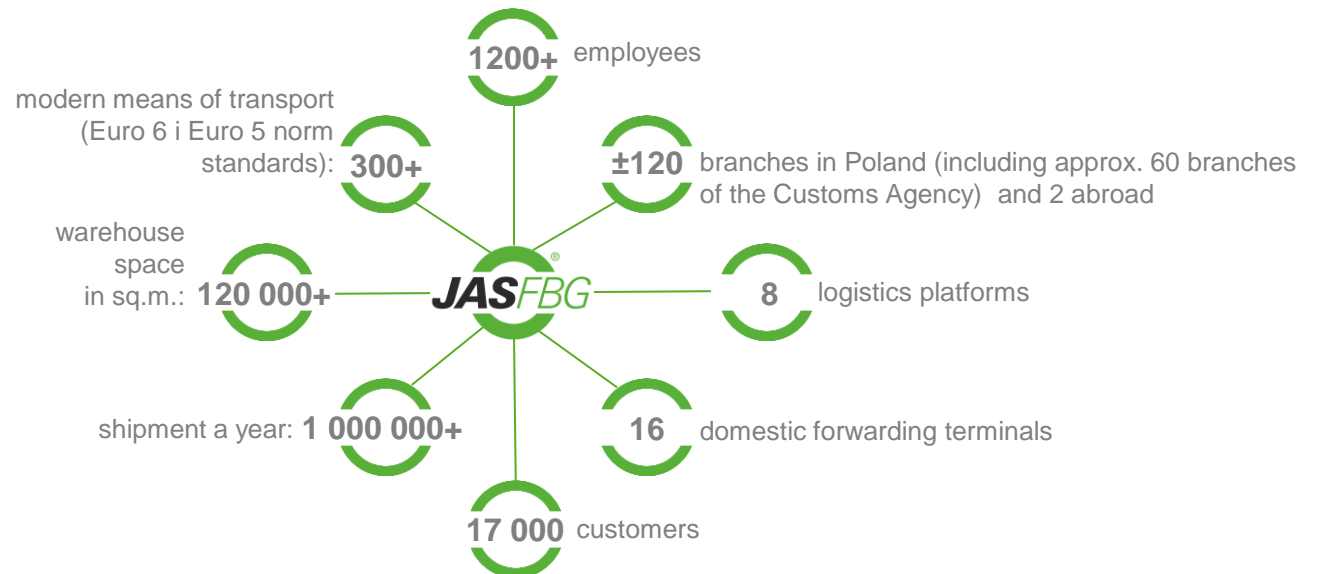 1200+ employees
modern means of transport
(Euro 6 i Euro 5 norm
standards): 300+
±120 branches in Poland (including approx. 60 branches
of the Customs Agency)  and 2 abroad
warehouse
space
in sq.m.: 120 000+
JASFBG®
8 logistics platforms
shipment a year: 1 000 000+
16 domestic forwarding terminals
17 000 customers